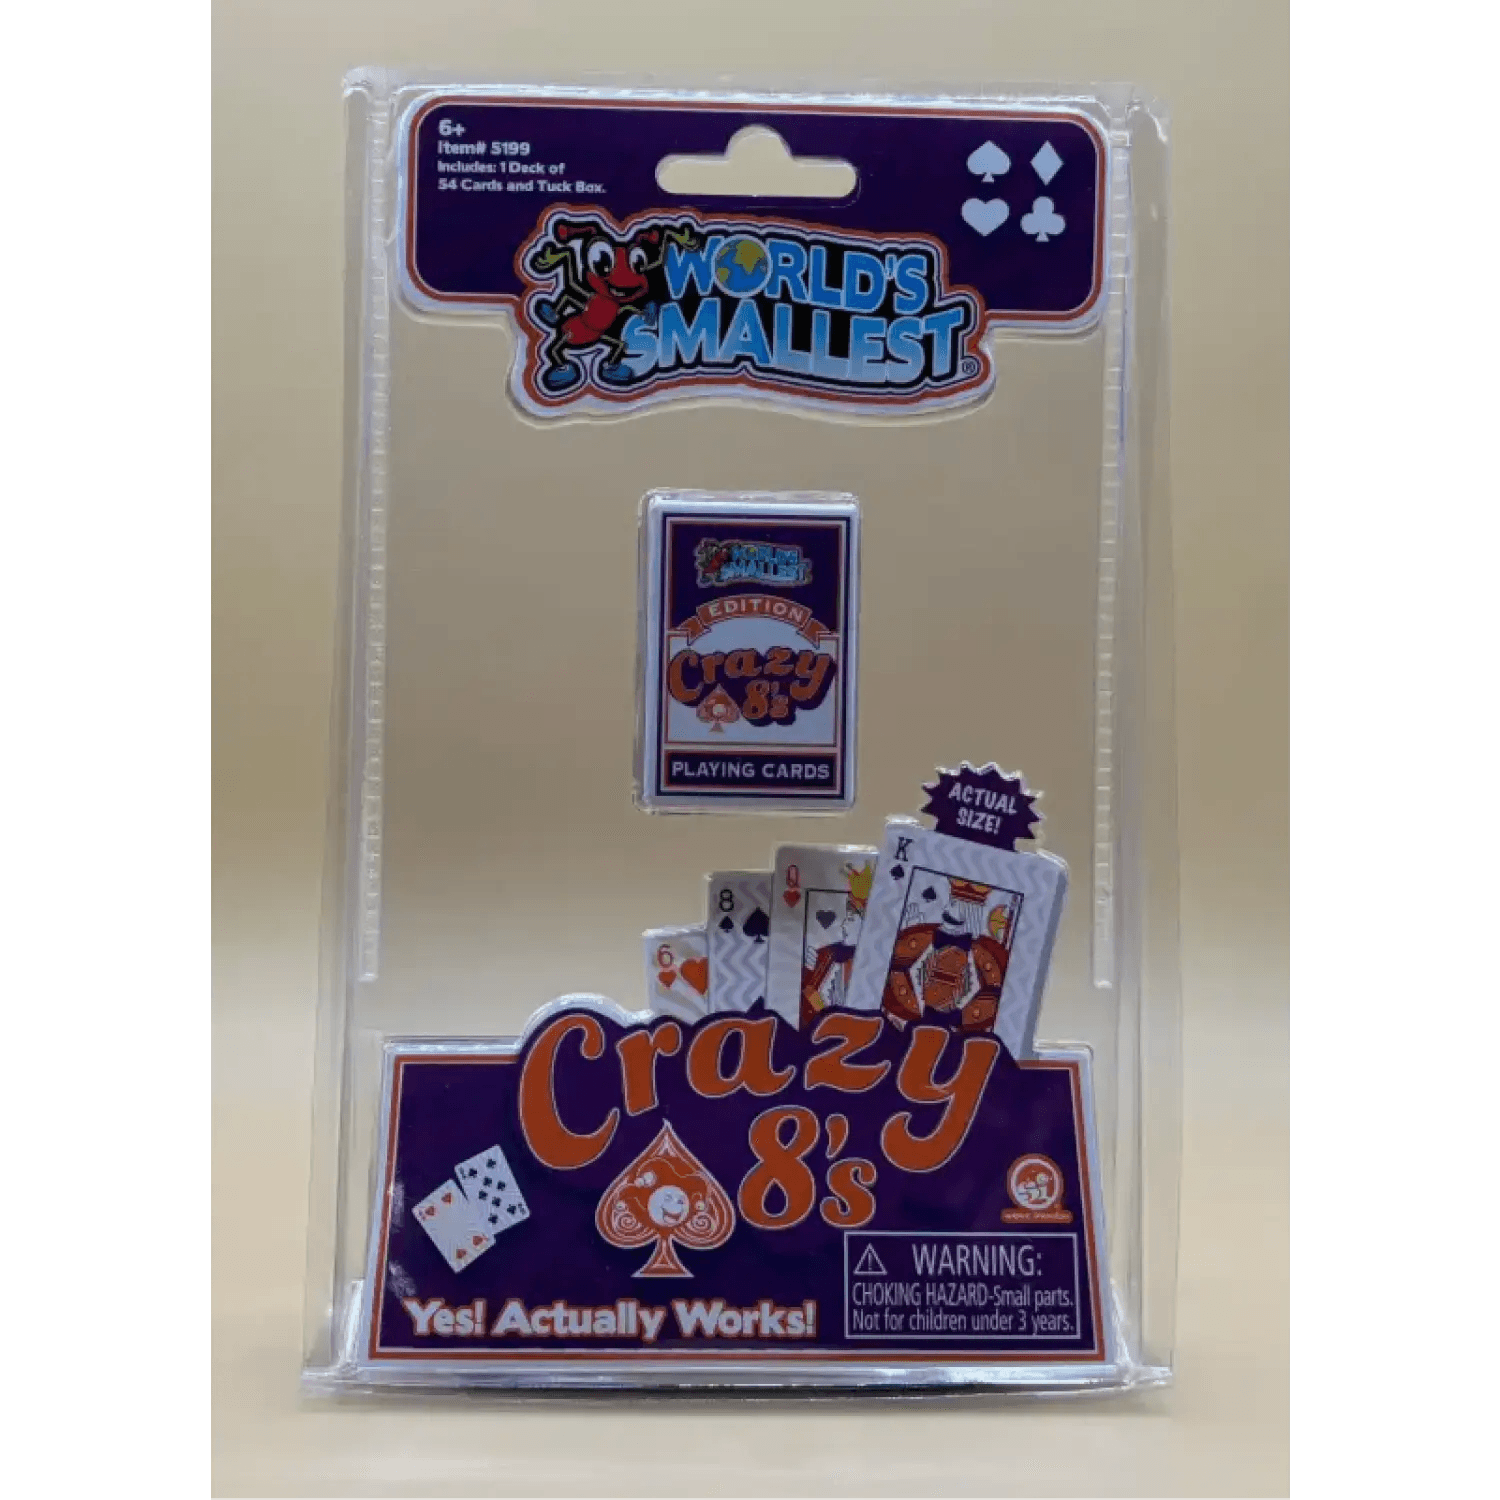 6+
Item# 5199
Includes: 1 Deck of
54 Cards and Tuck Box.
WORLD'S
SMALLEST®
WORLD'S
SMALLEST
EDITION
Crazy
8's
PLAYING CARDS
ACTUAL
SIZE!
K
Q
8
6
Crazy
8's
Yes! Actually Works!
WARNING:
CHOKING HAZARD-Small parts.
Not for children under 3 years.